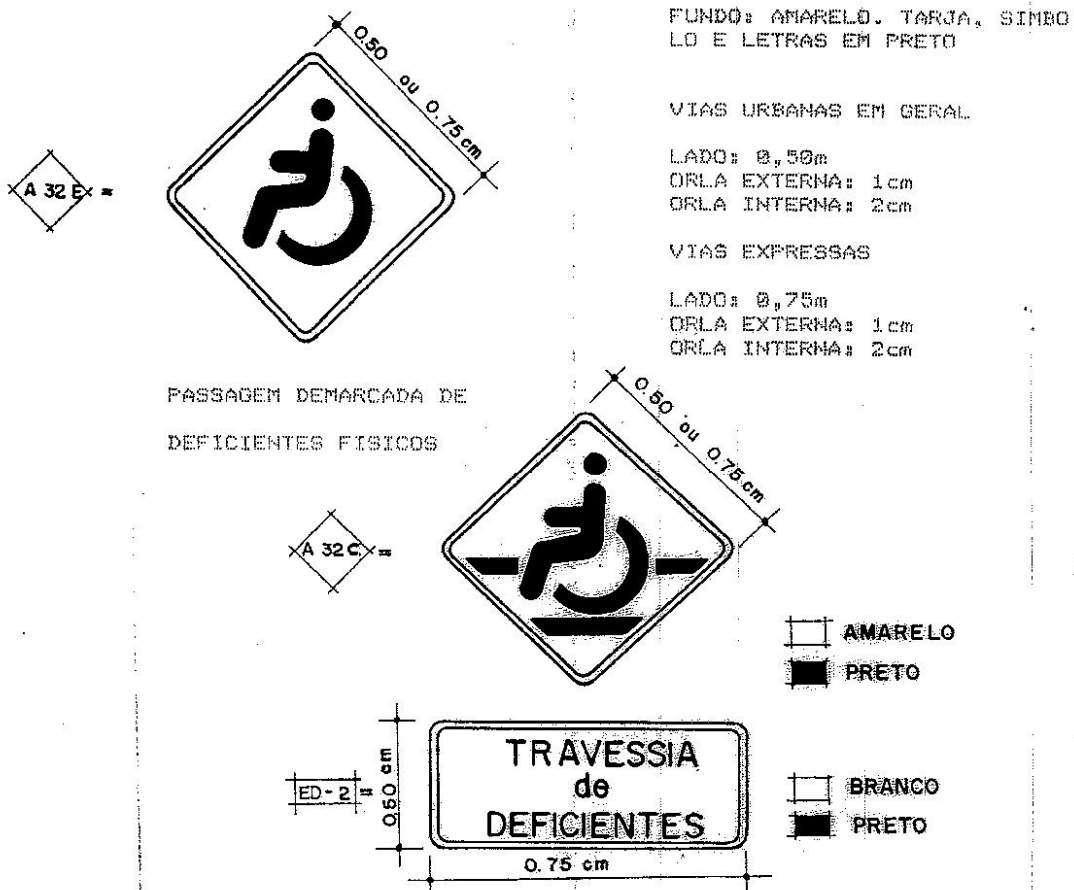 FUNDO: AMARELO. TARJA, SIMBO
LO E LETRAS EM PRETO
0.50 ou 0.75 cm
VIAS URBANAS EM GERAL
A 32 E =
LADO: 0,50m
ORLA EXTERNA: 1cm
ORLA INTERNA: 2cm
VIAS EXPRESSAS
LADO: 0,75m
ORLA EXTERNA: 1cm
ORLA INTERNA: 2cm
PASSAGEM DEMARCADA DE
DEFICIENTES FISICOS
0.50 ou 0.75 cm
A 32 C =
AMARELO
PRETO
ED-2 =
0.50 cm
TRAVESSIA
de
DEFICIENTES
0.75 cm
BRANCO
PRETO